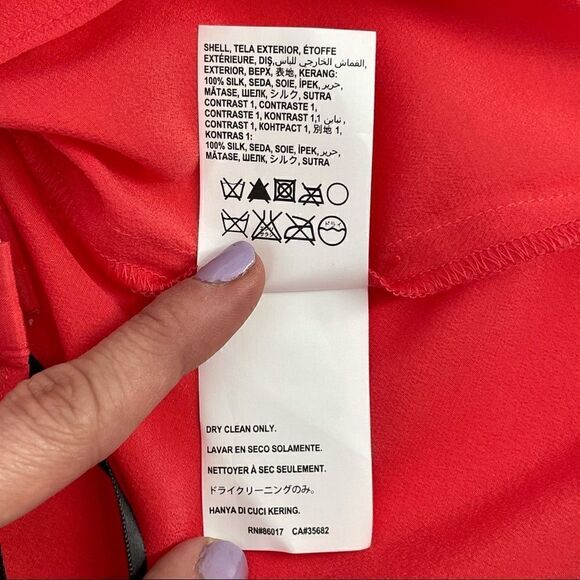 SHELL, TELA EXTERIOR, ÉTOFFE
EXTÉRIEURE, DIŞ, القماش الخارجي للباس,
EXTERIOR, ВЕРХ, 表地, KERANG:
100% SILK, SEDA, SOIE, İPEK, حرير,
MĂTASE, ШЕЛК, シルク, SUTRA
CONTRAST 1, CONTRASTE 1,
CONTRASTE 1, KONTRAST 1, تباين 1,
CONTRAST 1, КОНТРАСТ 1, 別地 1,
KONTRAS 1:
100% SILK, SEDA, SOIE, İPEK, حرير,
MĂTASE, ШЕЛК, シルク, SUTRA
ドライ
DRY CLEAN ONLY.
LAVAR EN SECO SOLAMENTE.
NETTOYER À SEC SEULEMENT.
ドライクリーニングのみ。
HANYA DI CUCI KERING.
RN#86017 CA#35682